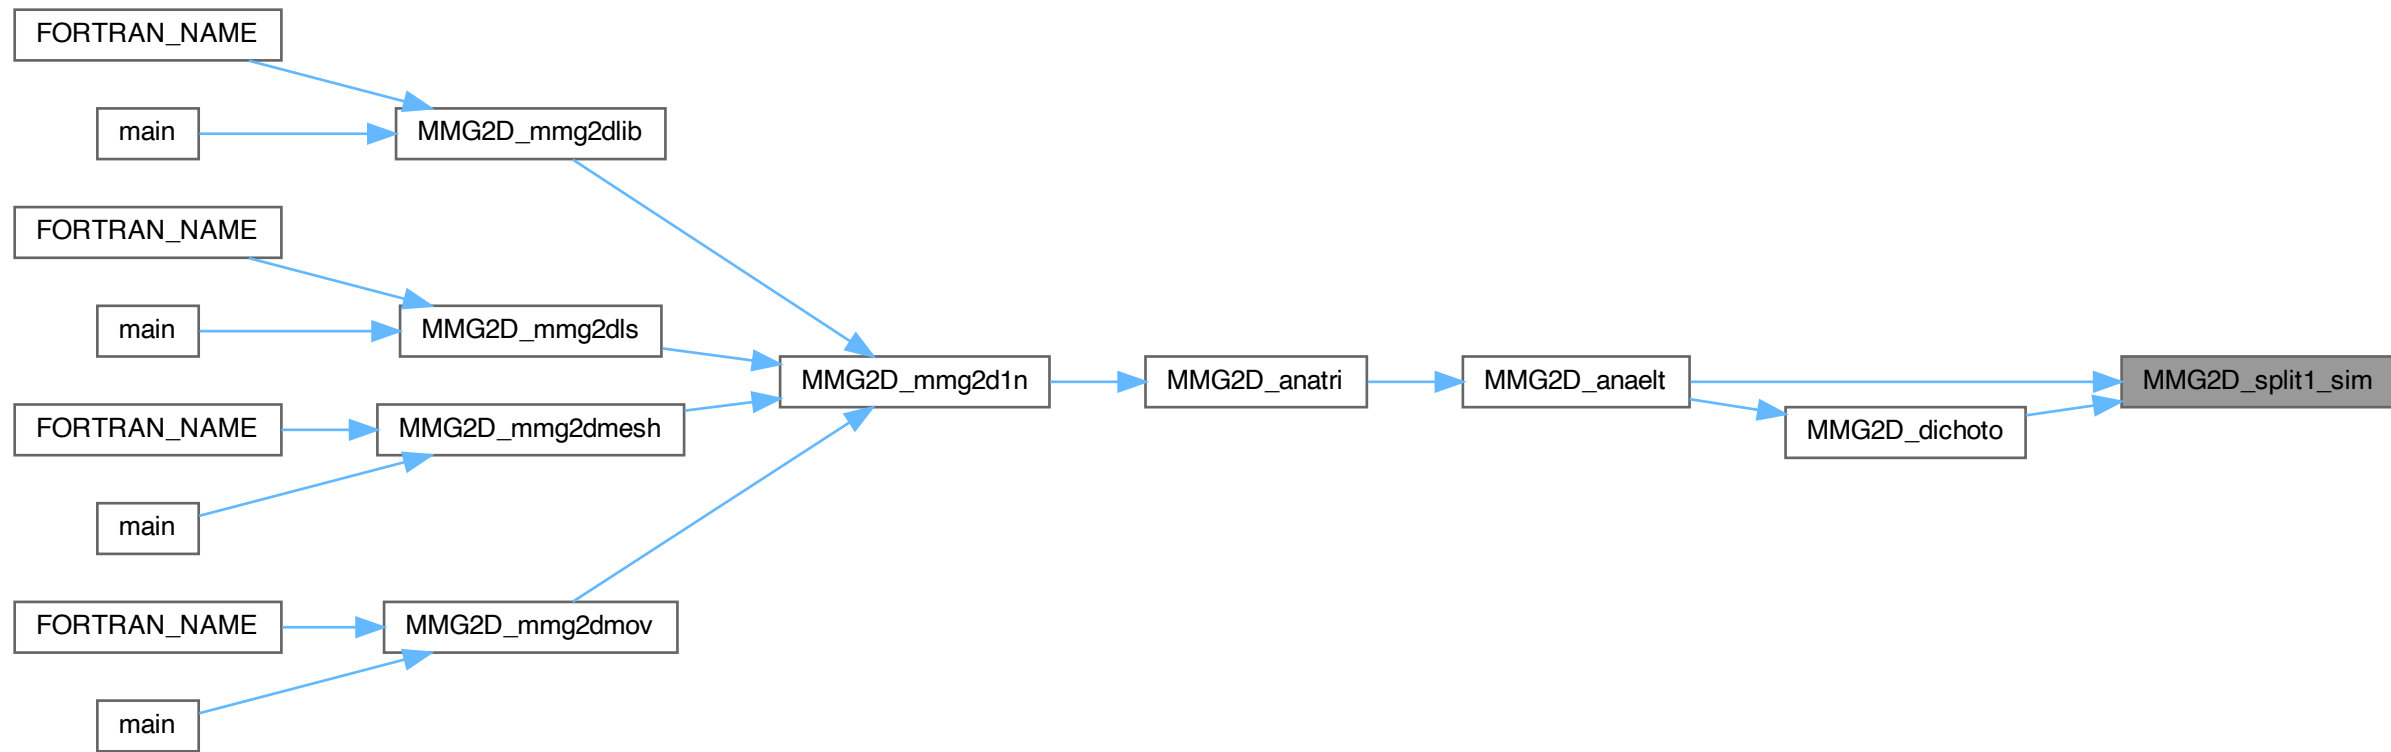 FORTRAN_NAME
main
MMG2D_mmg2dlib
FORTRAN_NAME
main
MMG2D_mmg2dls
FORTRAN_NAME
main
MMG2D_mmg2dmesh
FORTRAN_NAME
main
MMG2D_mmg2dmov
MMG2D_mmg2d1n
MMG2D_anatri
MMG2D_anaelt
MMG2D_dichoto
MMG2D_split1_sim